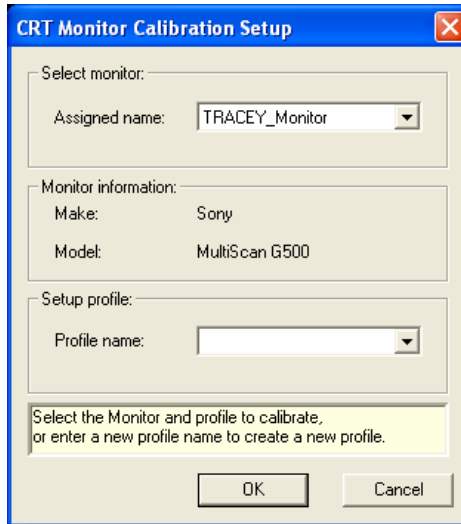 CRT Monitor Calibration Setup
Select monitor:
Assigned name: TRACEY_Monitor
Monitor information:
Make: Sony
Model: MultiScan G500
Setup profile:
Profile name:
Select the Monitor and profile to calibrate,
or enter a new profile name to create a new profile.
OK Cancel